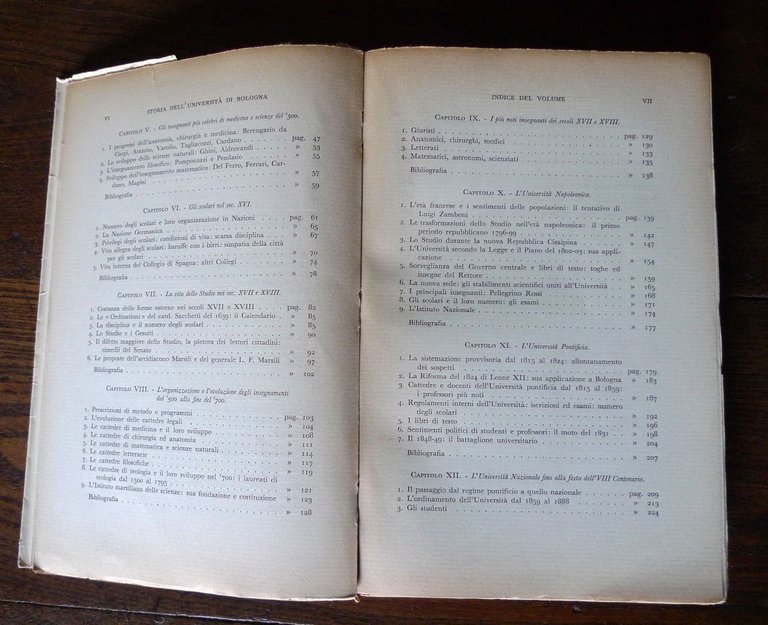 VI STORIA DELL'UNIVERSITÀ DI BOLOGNA
CAPITOLO V. - Gli insegnanti più celebri di medicina e scienze del '500.
1. I progressi dell'anatomia, chirurgia e medicina: Berengario da
Carpi, Aranzio, Varolio, Tagliacozzi, Cardano . . . . pag. 47
2. Lo sviluppo delle scienze naturali: Ghini, Aldrovandi . . » 53
3. L'insegnamento filosofico: Pomponazzi e Pendasio . . . » 55
4. Sviluppo dell'insegnamento matematico: Del Ferro, Ferrari, Car-
dano, Magini . . . . » 57
Bibliografia . . . . » 59
CAPITOLO VI. - Gli scolari nel sec. XVI.
1. Numero degli scolari e loro organizzazione in Nazioni . . . pag. 61
2. La Nazione Germanica . . . . » 65
3. Privilegi degli scolari: condizioni di vita: scarsa disciplina . . » 67
4. Vita allegra degli scolari: baruffe con i birri: simpatia della città
per gli scolari . . . . » 70
5. Vita interna del Collegio di Spagna: altri Collegi . . . » 74
Bibliografia . . . . » 78
CAPITOLO VII. - La vita dello Studio nei sec. XVII e XVIII.
1. Costanza delle forme esterne nei secoli XVII e XVIII . . . pag. 82
2. Le « Ordinationi » del card. Sacchetti del 1639: il Calendario . » 85
3. La disciplina e il numero degli scolari . . . . » 85
4. Lo Studio e i Gesuiti . . . . » 90
5. Il difetto maggiore dello Studio, la pletora dei lettori cittadini:
rimedii del Senato . . . . » 92
6. Le proposte dell'arcidiacono Marsili e del generale L. F. Marsili » 97
Bibliografia . . . . » 102
CAPITOLO VIII. - L'organizzazione e l'evoluzione degli insegnamenti
dal '500 alla fine del '700.
1. Proscrizioni di metodo e programmi . . . . pag. 103
2. L'evoluzione delle cattedre legali . . . . » 104
3. Le cattedre di medicina e il loro sviluppo . . . . » 108
4. Le cattedre di chirurgia ed anatomia . . . . » 111
5. Le cattedre di matematica e scienze naturali . . . . » 114
6. Le cattedre letterarie . . . . » 117
7. Le cattedre filosofiche . . . . » 119
8. Le cattedre di teologia e il loro sviluppo nel '700: i laureati di
teologia dal 1500 al 1795 . . . . » 121
9. L'Istituto marsiliano delle scienze: sua fondazione e costituzione » 123
Bibliografia . . . . » 128
INDICE DEL VOLUME VII
CAPITOLO IX. - I più noti insegnanti dei secoli XVII e XVIII.
1. Giuristi . . . . pag. 129
2. Anatomici, chirurghi, medici . . . . » 130
3. Letterati . . . . » 133
4. Matematici, astronomi, scienziati . . . . » 135
Bibliografia . . . . » 138
CAPITOLO X. - L'Università Napoleonica.
1. L'età francese e i sentimenti delle popolazioni: il tentativo di
Luigi Zamboni . . . . pag. 139
2. Le trasformazioni dello Studio nell'età napoleonica: il primo
periodo repubblicano 1796-99 . . . . » 142
3. Lo Studio durante la nuova Repubblica Cisalpina . . . » 147
4. L'Università secondo la Legge e il Piano del 1802-03: sua appli-
cazione . . . . » 154
5. Sorveglianza del Governo centrale e libri di testo: toghe ed
insegne del Rettore . . . . » 159
6. La nuova sede: gli stabilimenti scientifici uniti all'Università . » 165
7. I principali insegnanti: Pellegrino Rossi . . . . » 168
8. Gli scolari e il loro numero: gli esami . . . . » 171
9. L'Istituto Nazionale . . . . » 174
Bibliografia . . . . » 177
CAPITOLO XI. - L'Università Pontificia.
1. La sistemazione provvisoria dal 1815 al 1824: allontanamento
dei sospetti . . . . pag. 179
2. La Riforma del 1824 di Leone XII: sua applicazione a Bologna » 183
3. Cattedre e docenti dell'Università pontificia dal 1815 al 1859:
i professori più noti . . . . » 187
4. Regolamenti interni dell'Università: iscrizioni ed esami: numero
degli scolari . . . . » 192
5. I libri di testo . . . . » 196
6. Sentimenti politici di studenti e professori: il moto del 1831 . . » 198
7. Il 1848-49: il battaglione universitario . . . . » 204
Bibliografia . . . . » 207
CAPITOLO XII. - L'Università Nazionale fino alla festa dell'VIII Centenario.
1. Il passaggio dal regime pontificio a quello nazionale . . . pag. 209
2. L'ordinamento dell'Università dal 1859 al 1888 . . . . » 213
3. Gli studenti . . . . » 224